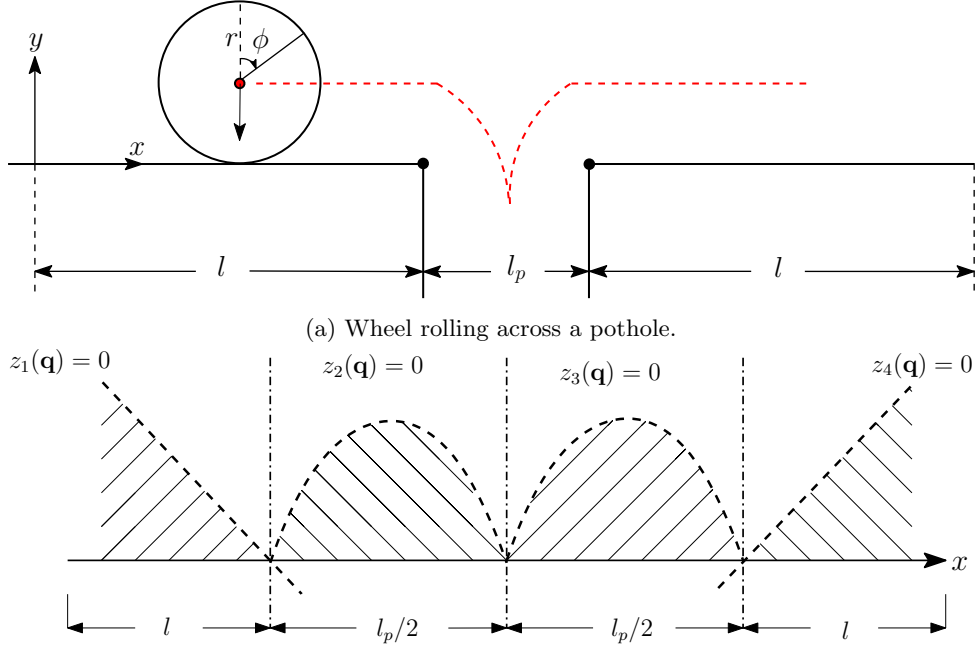 y
r
ϕ
x
l
l_p
l
(a) Wheel rolling across a pothole.
z_1(𝐪) = 0
z_2(𝐪) = 0
z_3(𝐪) = 0
z_4(𝐪) = 0
x
l
l_p/2
l_p/2
l